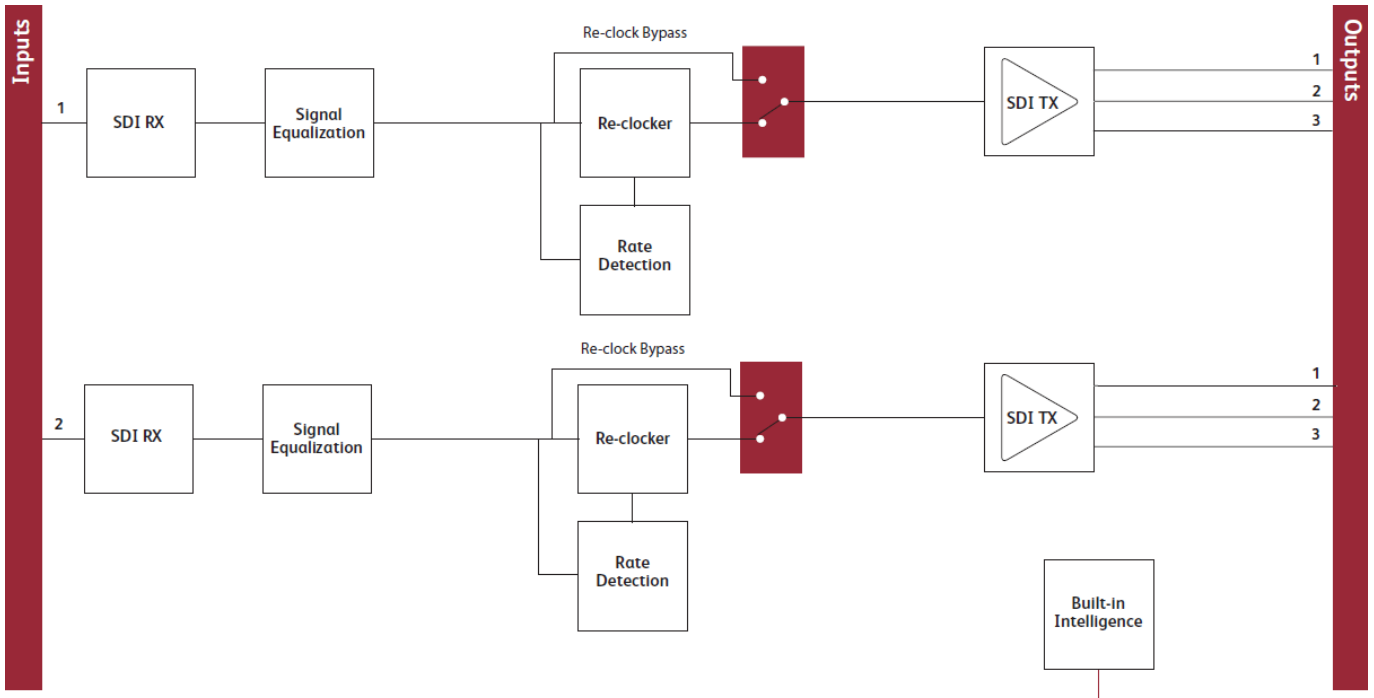 Inputs
Outputs
Re-clock Bypass
1
SDI RX
Signal
Equalization
Re-clocker
SDI TX
1
2
3
Rate
Detection
Re-clock Bypass
2
SDI RX
Signal
Equalization
Re-clocker
SDI TX
1
2
3
Rate
Detection
Built-in
Intelligence